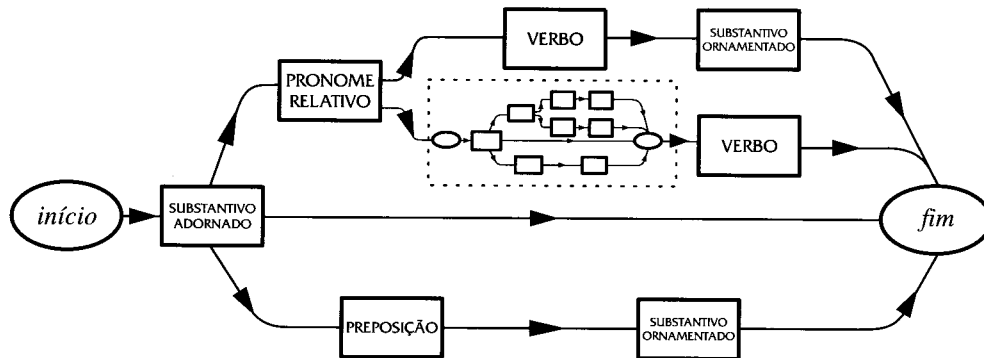 VERBO
SUBSTANTIVO
ORNAMENTADO
PRONOME
RELATIVO
VERBO
início
SUBSTANTIVO
ADORNADO
fim
PREPOSIÇÃO
SUBSTANTIVO
ORNAMENTADO